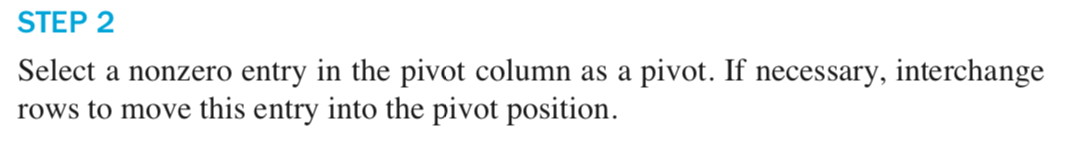 STEP 2
Select a nonzero entry in the pivot column as a pivot. If necessary, interchange
rows to move this entry into the pivot position.